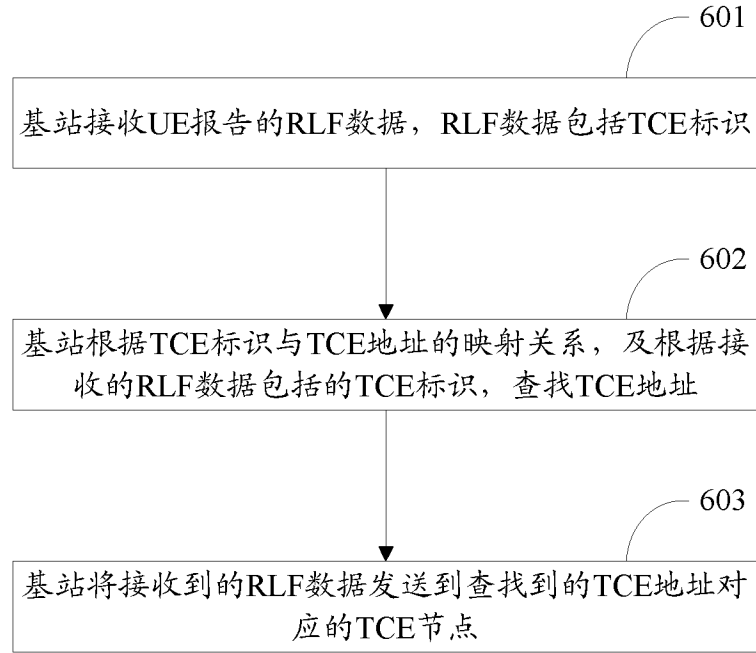 601
基站接收UE报告的RLF数据，RLF数据包括TCE标识
602
基站根据TCE标识与TCE地址的映射关系，及根据接
收的RLF数据包括的TCE标识，查找TCE地址
603
基站将接收到的RLF数据发送到查找到的TCE地址对
应的TCE节点